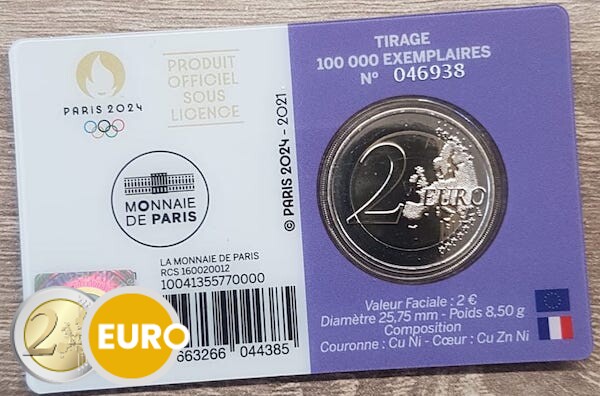 PARIS 2024
PRODUIT
OFFICIEL
SOUS
LICENCE
MONNAIE
DE PARIS
LA MONNAIE DE PARIS
RCS 160020012
10041355770000
663266 044385
© PARIS 2024 - 2021
TIRAGE
100 000 EXEMPLAIRES
N° 046938
2 EURO
Valeur Faciale : 2 €
Diamètre 25,75 mm - Poids 8,50 g
Composition
Couronne : Cu Ni - Cœur : Cu Zn Ni
2
EURO